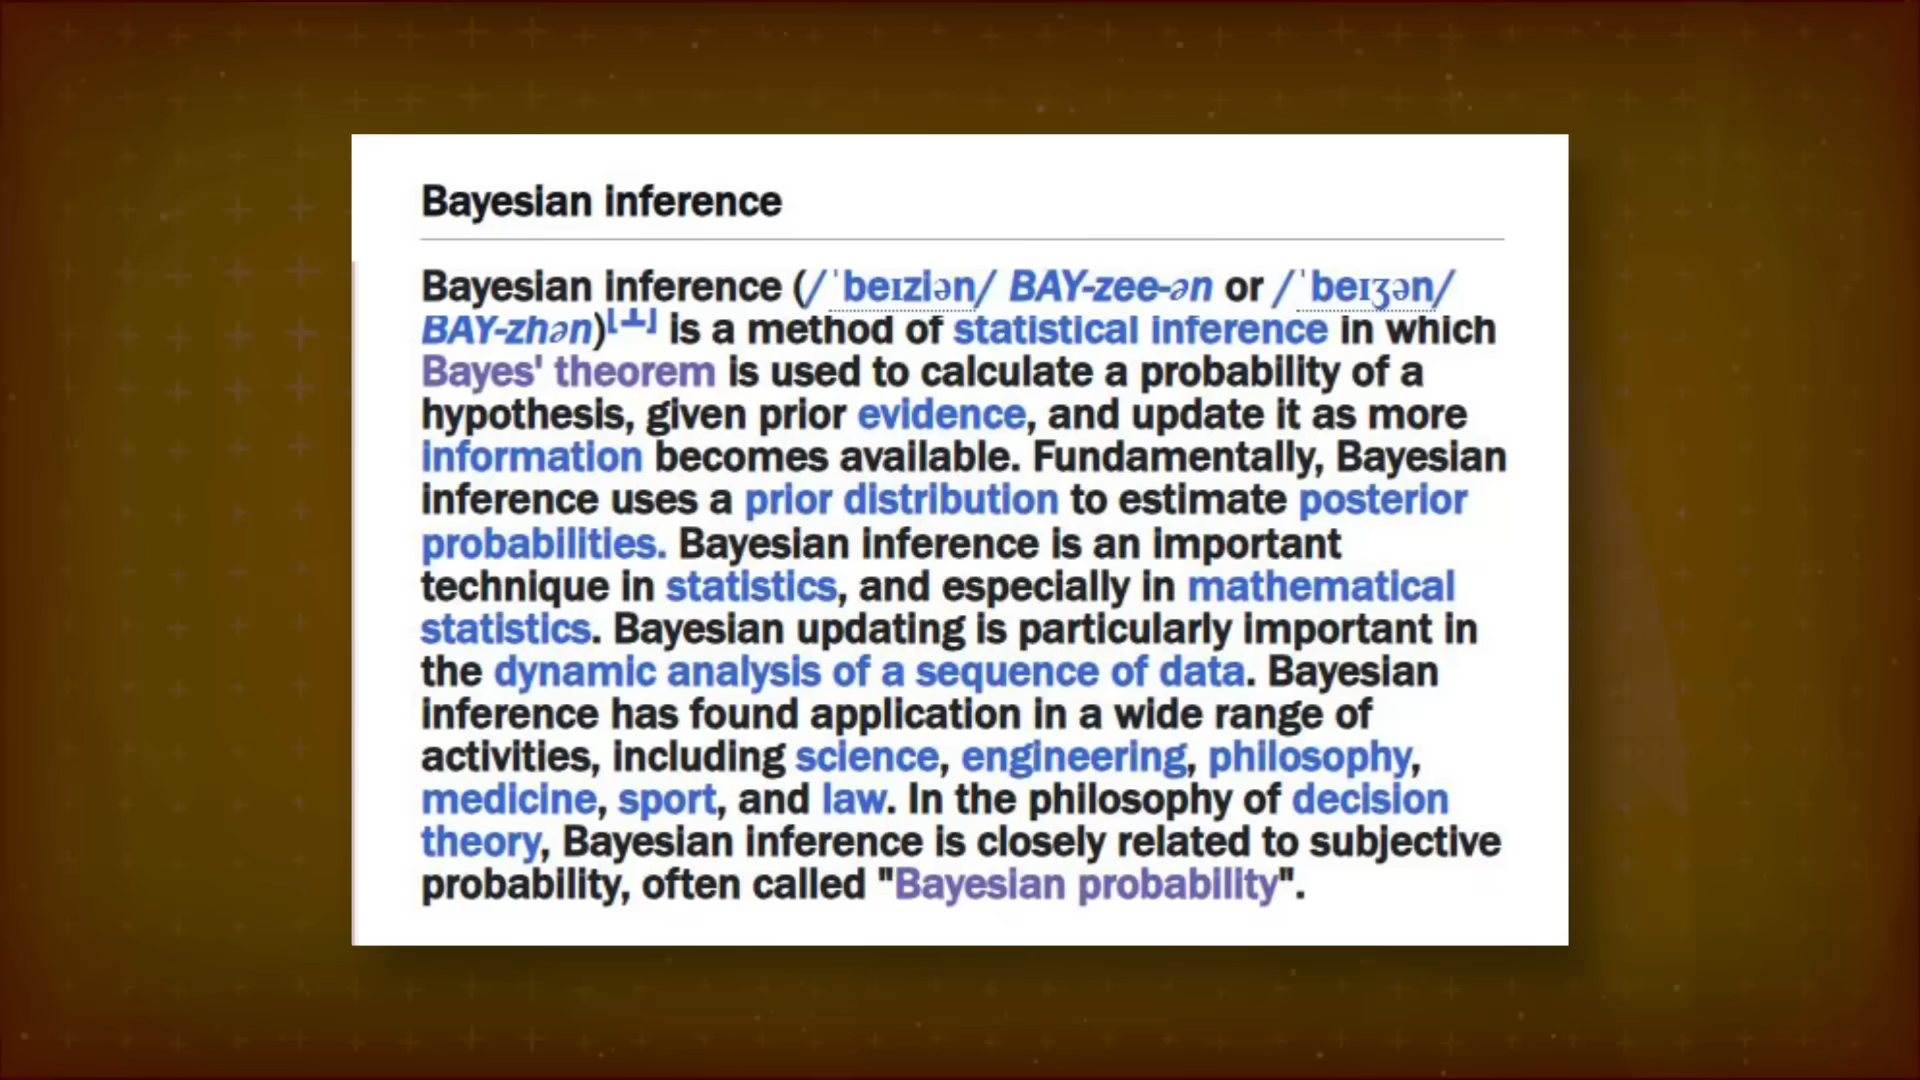 Bayesian inference
Bayesian inference (/ˈbeɪziən/ BAY-zee-ən or /ˈbeɪʒən/
BAY-zhən) is a method of statistical inference in which
Bayes' theorem is used to calculate a probability of a
hypothesis, given prior evidence, and update it as more
information becomes available. Fundamentally, Bayesian
inference uses a prior distribution to estimate posterior
probabilities. Bayesian inference is an important
technique in statistics, and especially in mathematical
statistics. Bayesian updating is particularly important in
the dynamic analysis of a sequence of data. Bayesian
inference has found application in a wide range of
activities, including science, engineering, philosophy,
medicine, sport, and law. In the philosophy of decision
theory, Bayesian inference is closely related to subjective
probability, often called "Bayesian probability".